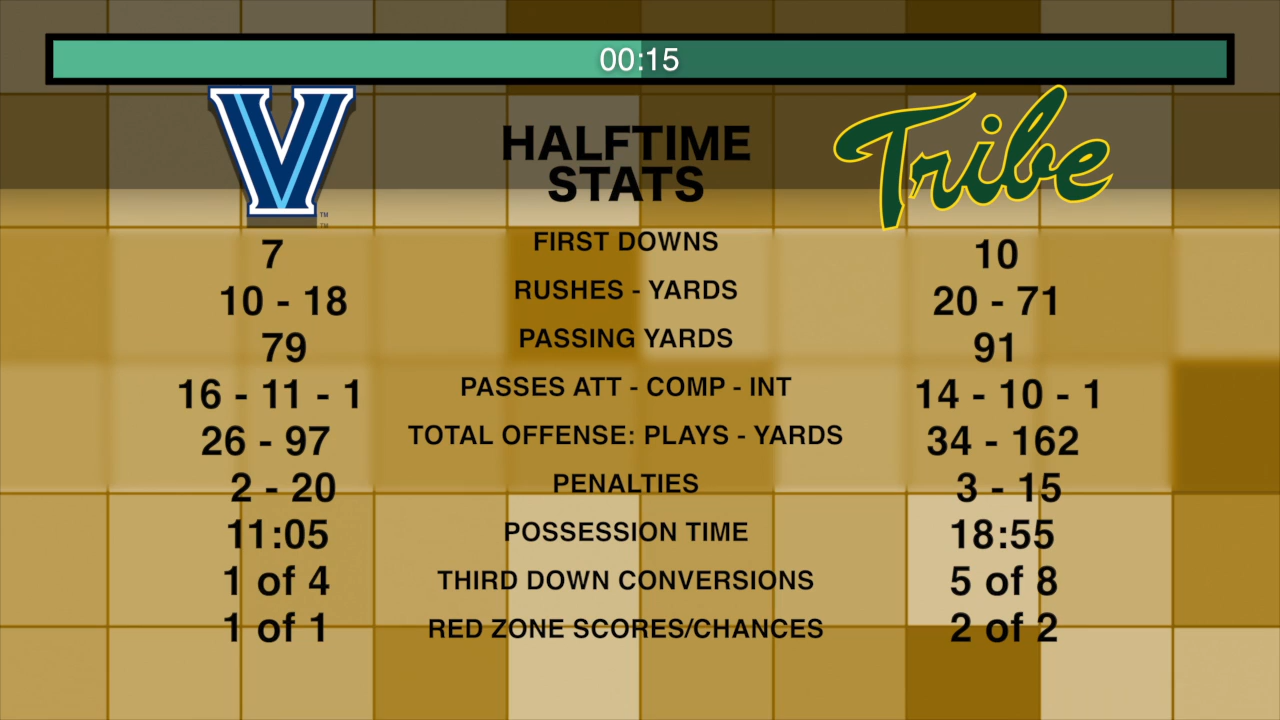 00:15
V
TM
TM
HALFTIME
STATS
Tribe
7 FIRST DOWNS 10
10 - 18 RUSHES - YARDS 20 - 71
79 PASSING YARDS 91
16 - 11 - 1 PASSES ATT - COMP - INT 14 - 10 - 1
26 - 97 TOTAL OFFENSE: PLAYS - YARDS 34 - 162
2 - 20 PENALTIES 3 - 15
11:05 POSSESSION TIME 18:55
1 of 4 THIRD DOWN CONVERSIONS 5 of 8
1 of 1 RED ZONE SCORES/CHANCES 2 of 2